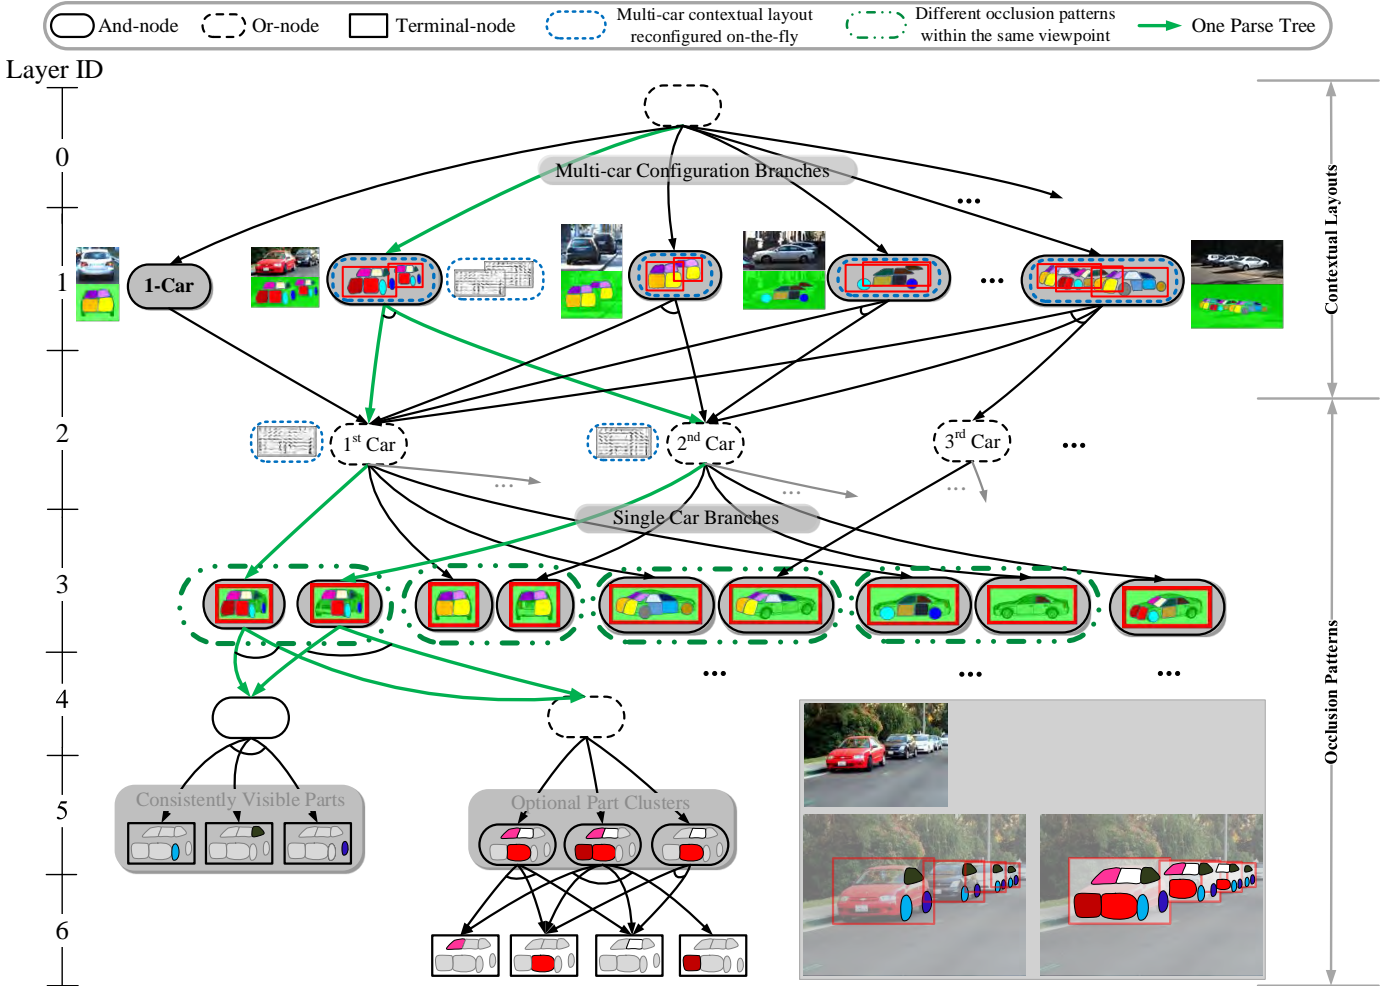 And-node
Or-node
Terminal-node
Multi-car contextual layout
reconfigured on-the-fly
Different occlusion patterns
within the same viewpoint
One Parse Tree
Layer ID
0
Multi-car Configuration Branches
...
1
1-Car
...
Contextual Layouts
2
1st Car
2nd Car
3rd Car
...
...
...
...
Single Car Branches
3
...
...
...
4
Occlusion Patterns
5
Consistently Visible Parts
Optional Part Clusters
6